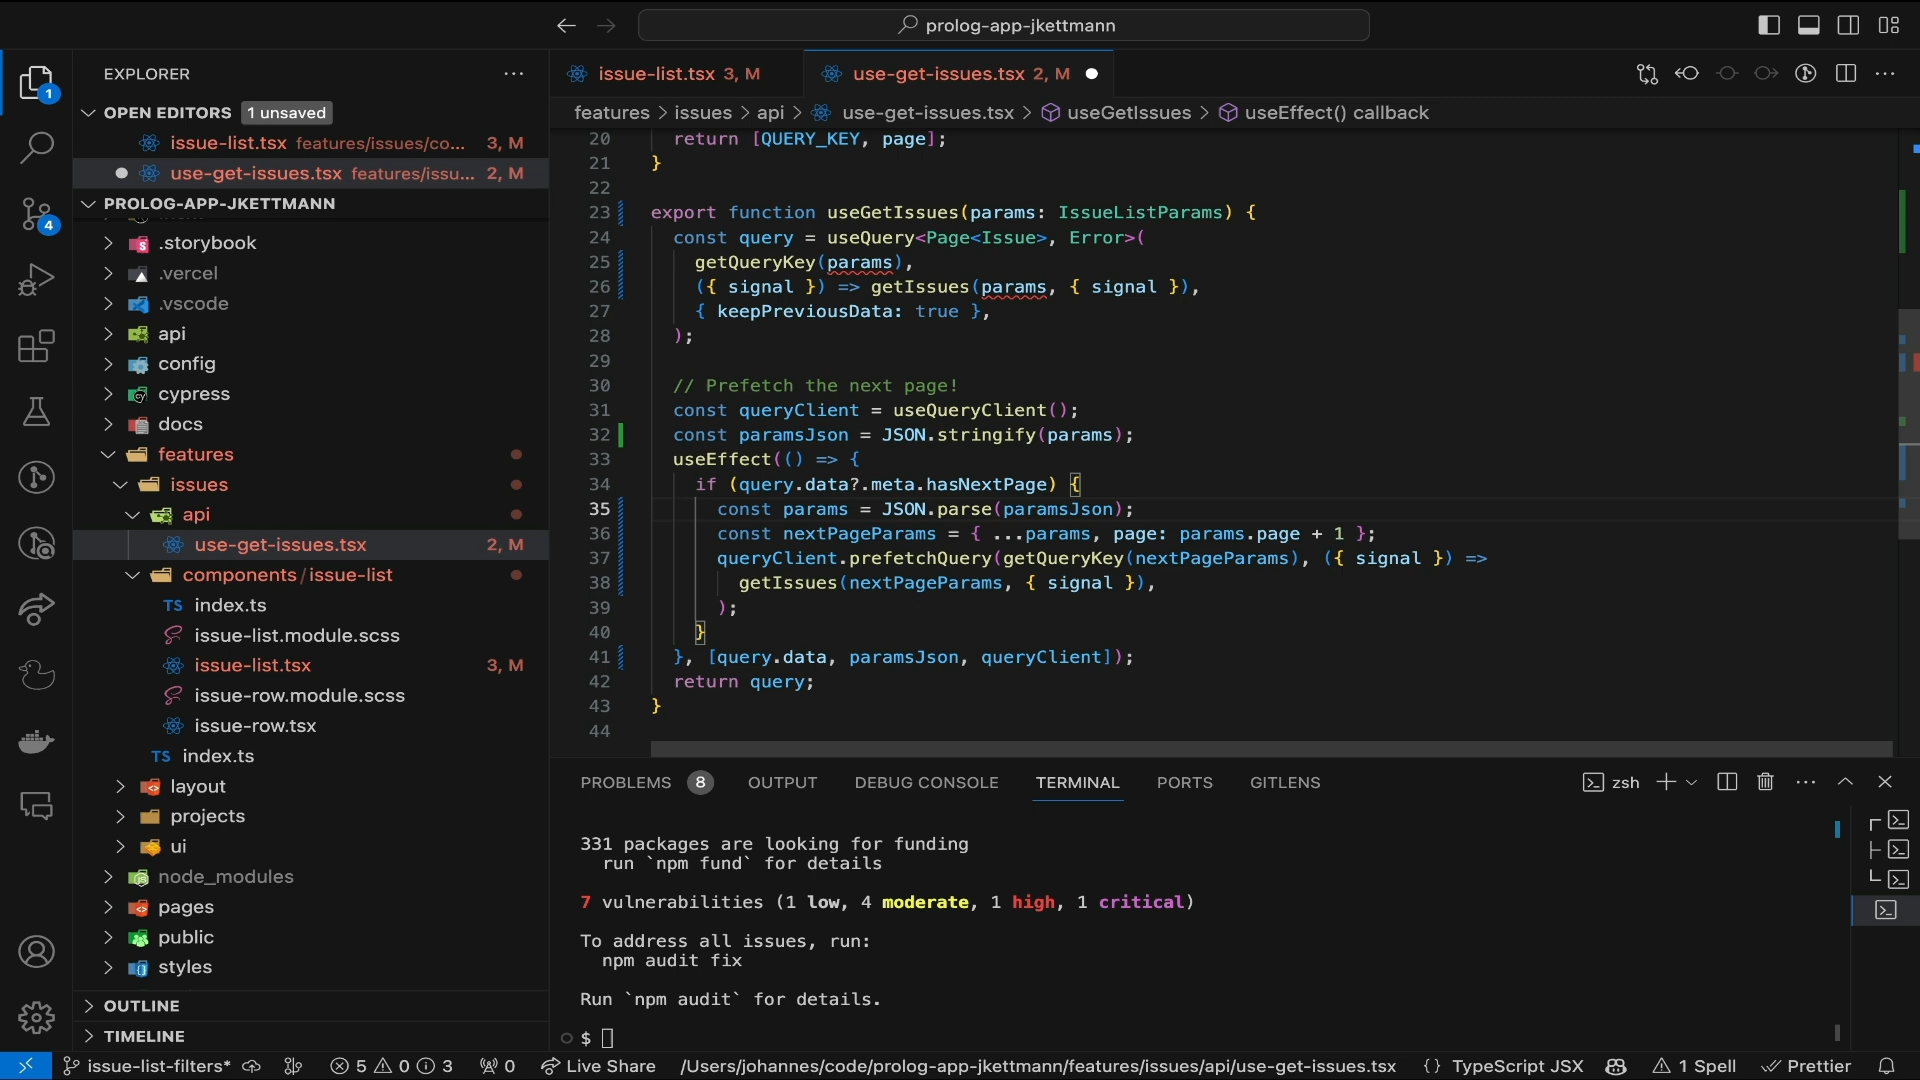 prolog-app-jkettmann
EXPLORER
OPEN EDITORS 1 unsaved
issue-list.tsx features/issues/co... 3, M
use-get-issues.tsx features/issu... 2, M
PROLOG-APP-JKETTMANN
.storybook
.vercel
.vscode
api
config
cypress
docs
features
issues
api
use-get-issues.tsx 2, M
components/issue-list
TS index.ts
issue-list.module.scss
issue-list.tsx 3, M
issue-row.module.scss
issue-row.tsx
TS index.ts
layout
projects
ui
node_modules
pages
public
styles
OUTLINE
TIMELINE
1
4
issue-list.tsx 3, M
use-get-issues.tsx 2, M
features > issues > api > use-get-issues.tsx > useGetIssues > useEffect() callback
20 return [QUERY_KEY, page];
21 }
22
23 export function useGetIssues(params: IssueListParams) {
24 const query = useQuery<Page<Issue>, Error>(
25 getQueryKey(params),
26 ({ signal }) => getIssues(params, { signal }),
27 { keepPreviousData: true },
28 );
29
30 // Prefetch the next page!
31 const queryClient = useQueryClient();
32 const paramsJson = JSON.stringify(params);
33 useEffect(() => {
34 if (query.data?.meta.hasNextPage) {
35 const params = JSON.parse(paramsJson);
36 const nextPageParams = { ...params, page: params.page + 1 };
37 queryClient.prefetchQuery(getQueryKey(nextPageParams), ({ signal }) =>
38 getIssues(nextPageParams, { signal }),
39 );
40 }
41 }, [query.data, paramsJson, queryClient]);
42 return query;
43 }
44
PROBLEMS 8 OUTPUT DEBUG CONSOLE TERMINAL PORTS GITLENS
zsh
331 packages are looking for funding
run `npm fund` for details
7 vulnerabilities (1 low, 4 moderate, 1 high, 1 critical)
To address all issues, run:
npm audit fix
Run `npm audit` for details.
$
issue-list-filters* 5 0 3 0 Live Share /Users/johannes/code/prolog-app-jkettmann/features/issues/api/use-get-issues.tsx {} TypeScript JSX 1 Spell Prettier